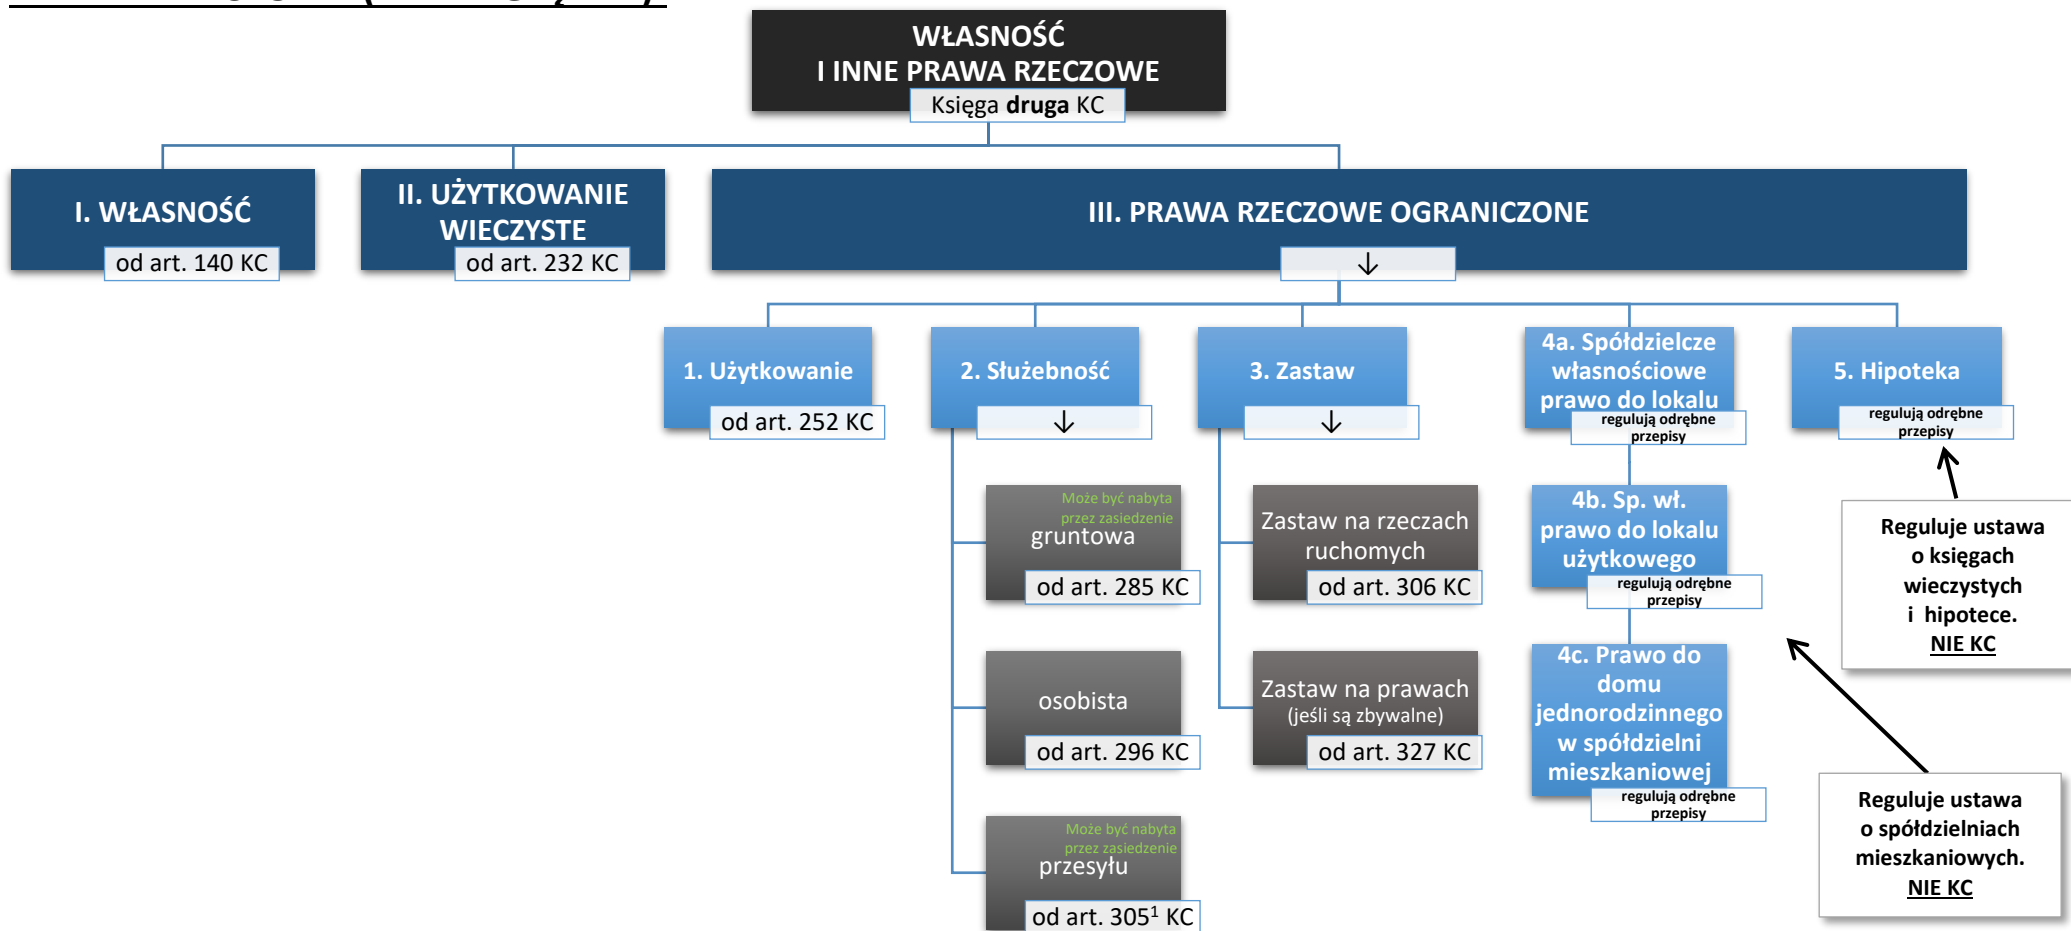 WŁASNOŚĆ
I INNE PRAWA RZECZOWE
Księga druga KC
I. WŁASNOŚĆ
od art. 140 KC
II. UŻYTKOWANIE
WIECZYSTE
od art. 232 KC
III. PRAWA RZECZOWE OGRANICZONE
↓
1. Użytkowanie
od art. 252 KC
2. Służebność
↓
Może być nabyta
przez zasiedzenie
gruntowa
od art. 285 KC
osobista
od art. 296 KC
Może być nabyta
przez zasiedzenie
przesyłu
od art. 305¹ KC
3. Zastaw
↓
Zastaw na rzeczach
ruchomych
od art. 306 KC
Zastaw na prawach
(jeśli są zbywalne)
od art. 327 KC
4a. Spółdzielcze
własnościowe
prawo do lokalu
regulują odrębne
przepisy
4b. Sp. wł.
prawo do lokalu
użytkowego
regulują odrębne
przepisy
4c. Prawo do
domu
jednorodzinnego
w spółdzielni
mieszkaniowej
regulują odrębne
przepisy
5. Hipoteka
regulują odrębne
przepisy
Reguluje ustawa
o księgach
wieczystych
i hipotece.
NIE KC
Reguluje ustawa
o spółdzielniach
mieszkaniowych.
NIE KC